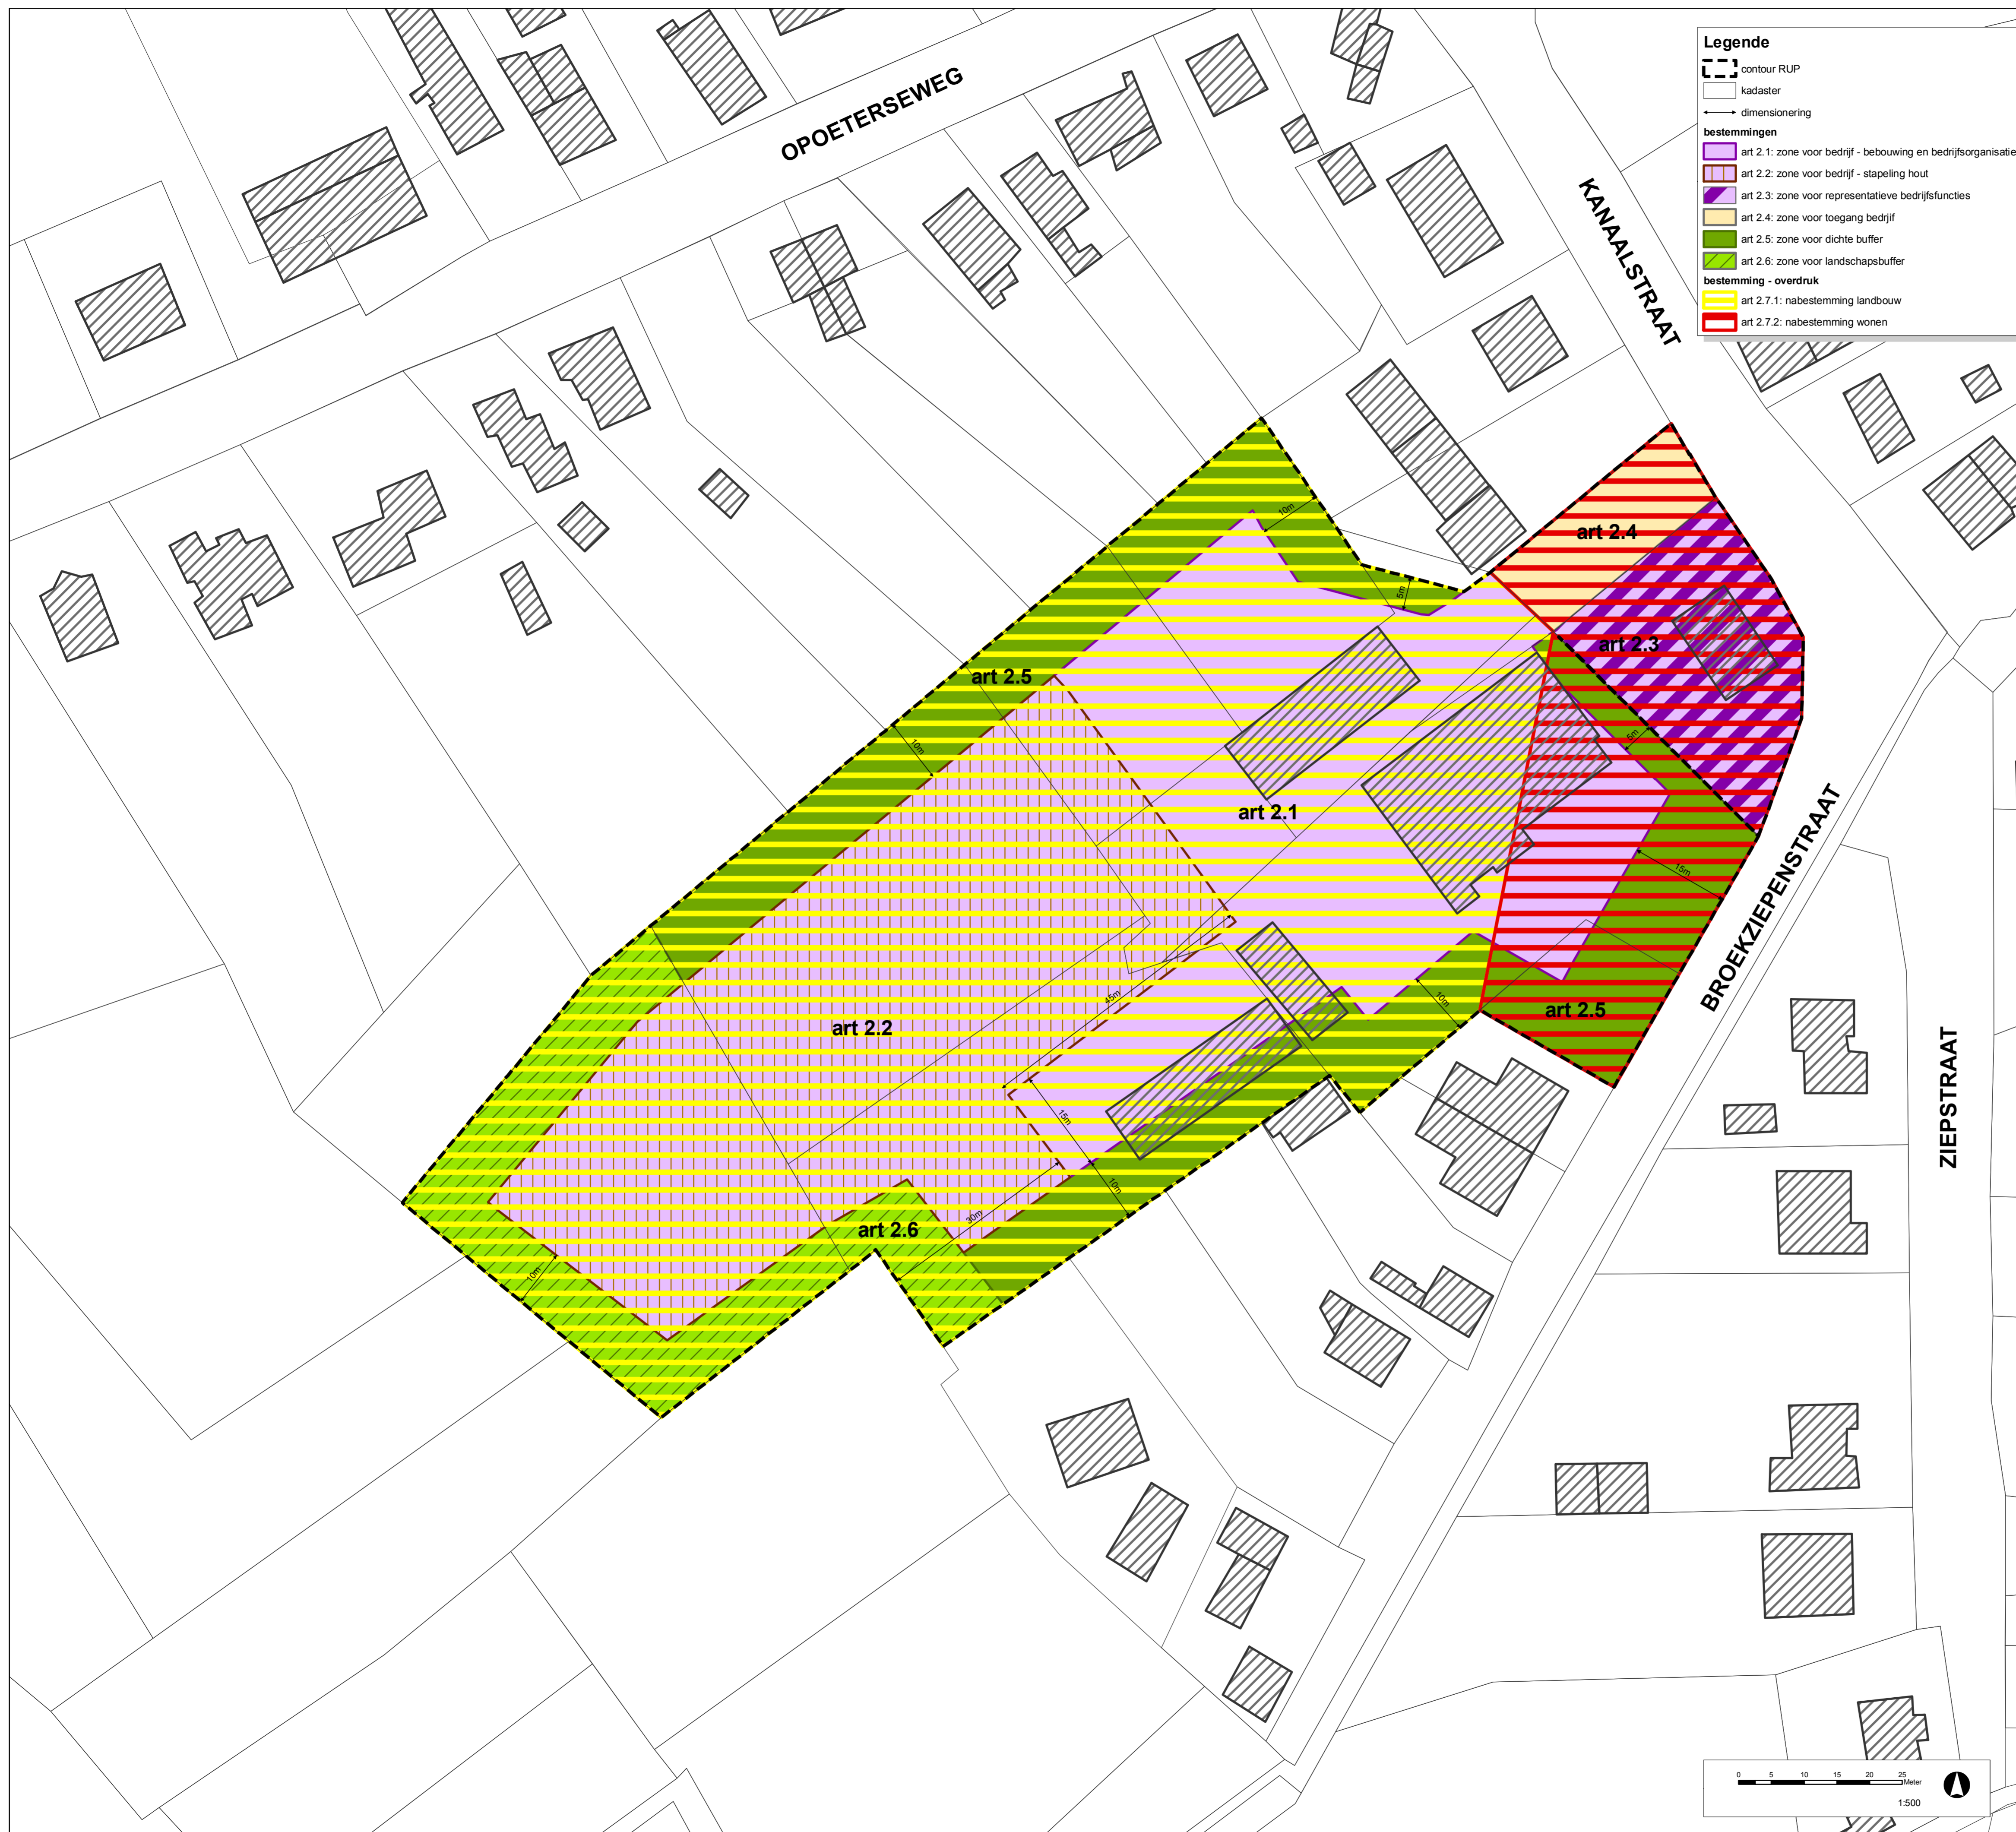 OPOETERSEWEG
KANAALSTRAAT
Legende
contour RUP
kadaster
dimensionering
bestemmingen
art 2.1: zone voor bedrijf - bebouwing en bedrijfsorganisatie
art 2.2: zone voor bedrijf - stapeling hout
art 2.3: zone voor representatieve bedrijfsfuncties
art 2.4: zone voor toegang bedrjif
art 2.5: zone voor dichte buffer
art 2.6: zone voor landschapsbuffer
bestemming - overdruk
art 2.7.1: nabestemming landbouw
art 2.7.2: nabestemming wonen
10m
art 2.4
5m
art 2.3
art 2.5
10m
5m
art 2.1
15m
BROEKZIEPENSTRAAT
45m
10m
art 2.5
art 2.2
ZIEPSTRAAT
15m
10m
30m
art 2.6
10m
0 5 10 15 20 25
Meter
1:500